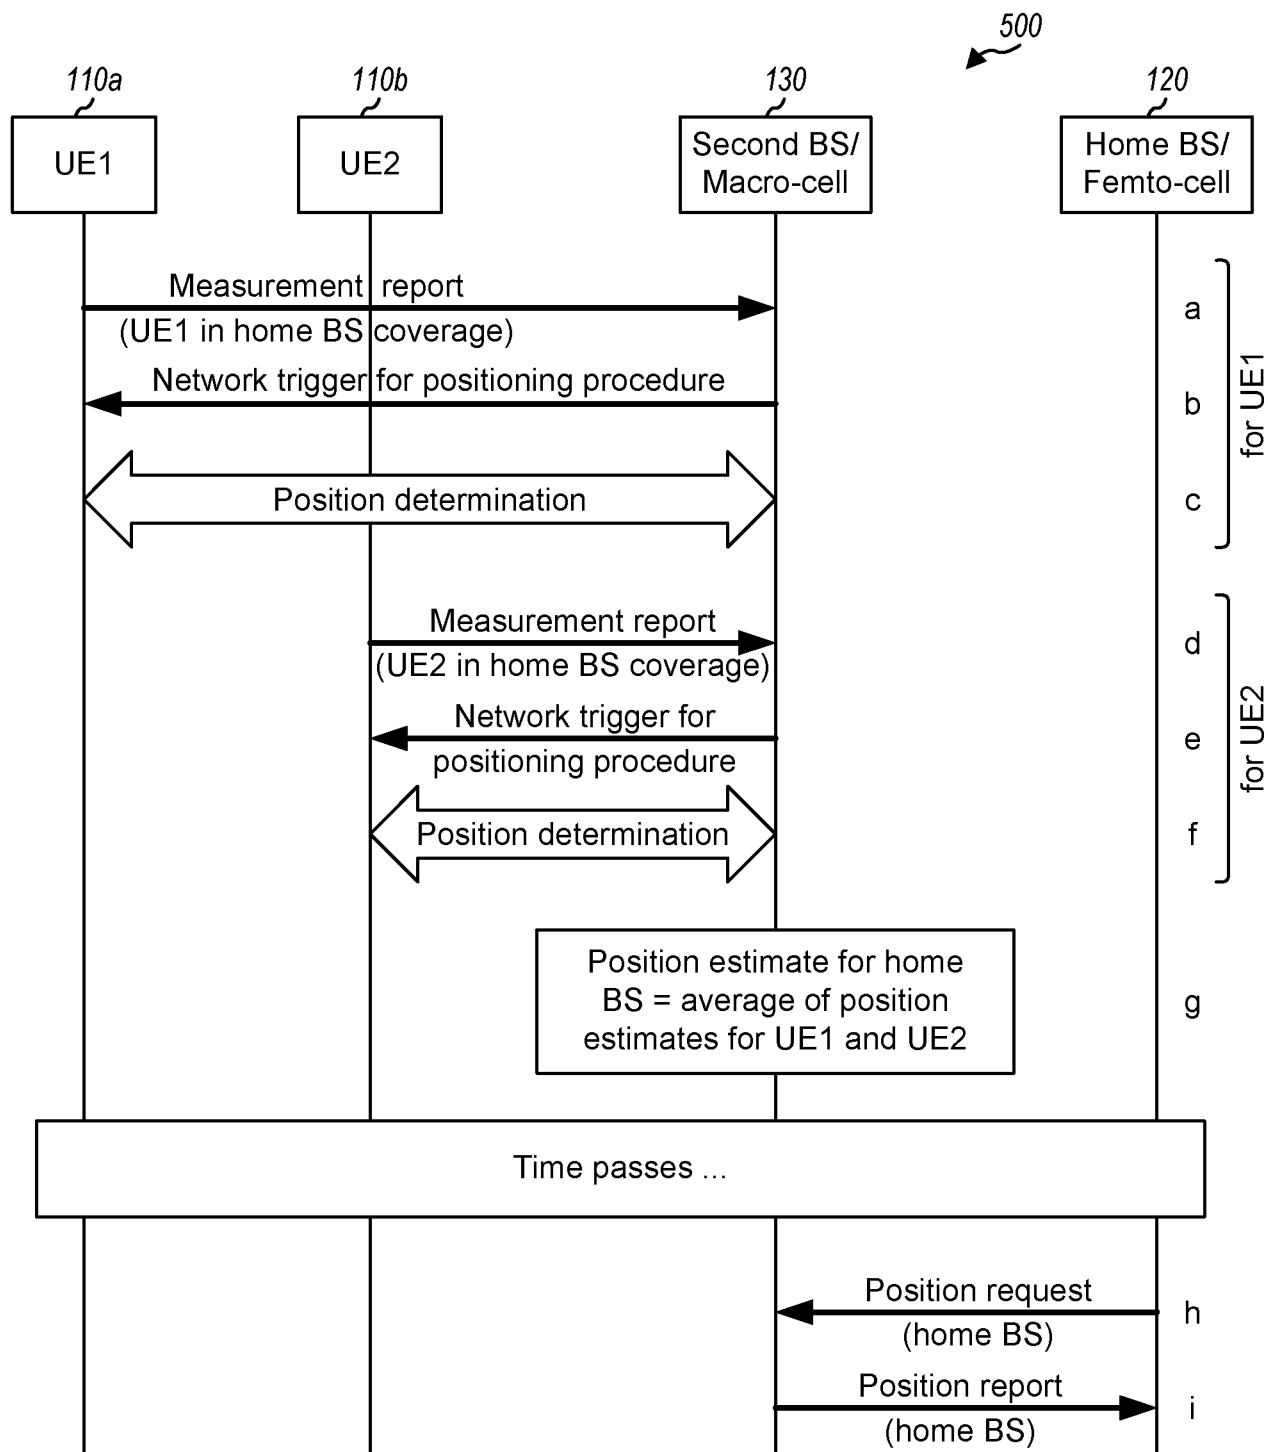 500
110a
110b
130
120
UE1
UE2
Second BS/
Macro-cell
Home BS/
Femto-cell
Measurement report
(UE1 in home BS coverage)
a
Network trigger for positioning procedure
b
Position determination
c
for UE1
Measurement report
(UE2 in home BS coverage)
d
Network trigger for
positioning procedure
e
Position determination
f
for UE2
Position estimate for home
BS = average of position
estimates for UE1 and UE2
g
Time passes ...
Position request
(home BS)
h
Position report
(home BS)
i